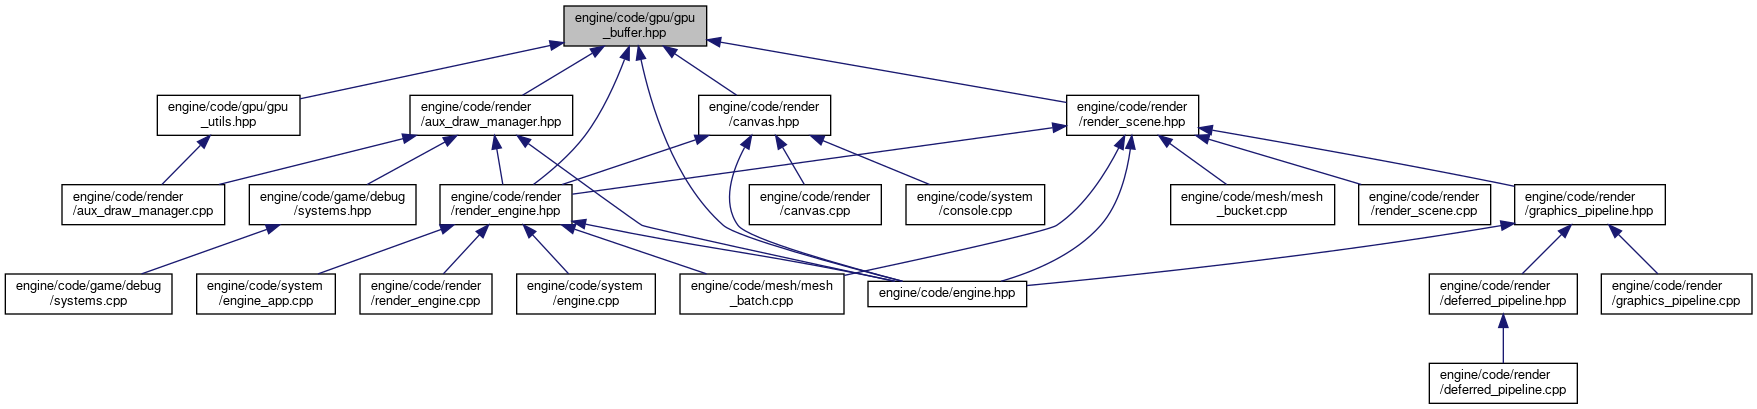 engine/code/gpu/gpu
_buffer.hpp
engine/code/gpu/gpu
_utils.hpp
engine/code/render
/aux_draw_manager.hpp
engine/code/render
/canvas.hpp
engine/code/render
/render_scene.hpp
engine/code/render
/aux_draw_manager.cpp
engine/code/game/debug
/systems.hpp
engine/code/render
/render_engine.hpp
engine/code/render
/canvas.cpp
engine/code/system
/console.cpp
engine/code/mesh/mesh
_bucket.cpp
engine/code/render
/render_scene.cpp
engine/code/render
/graphics_pipeline.hpp
engine/code/game/debug
/systems.cpp
engine/code/system
/engine_app.cpp
engine/code/render
/render_engine.cpp
engine/code/system
/engine.cpp
engine/code/mesh/mesh
_batch.cpp
engine/code/engine.hpp
engine/code/render
/deferred_pipeline.hpp
engine/code/render
/graphics_pipeline.cpp
engine/code/render
/deferred_pipeline.cpp